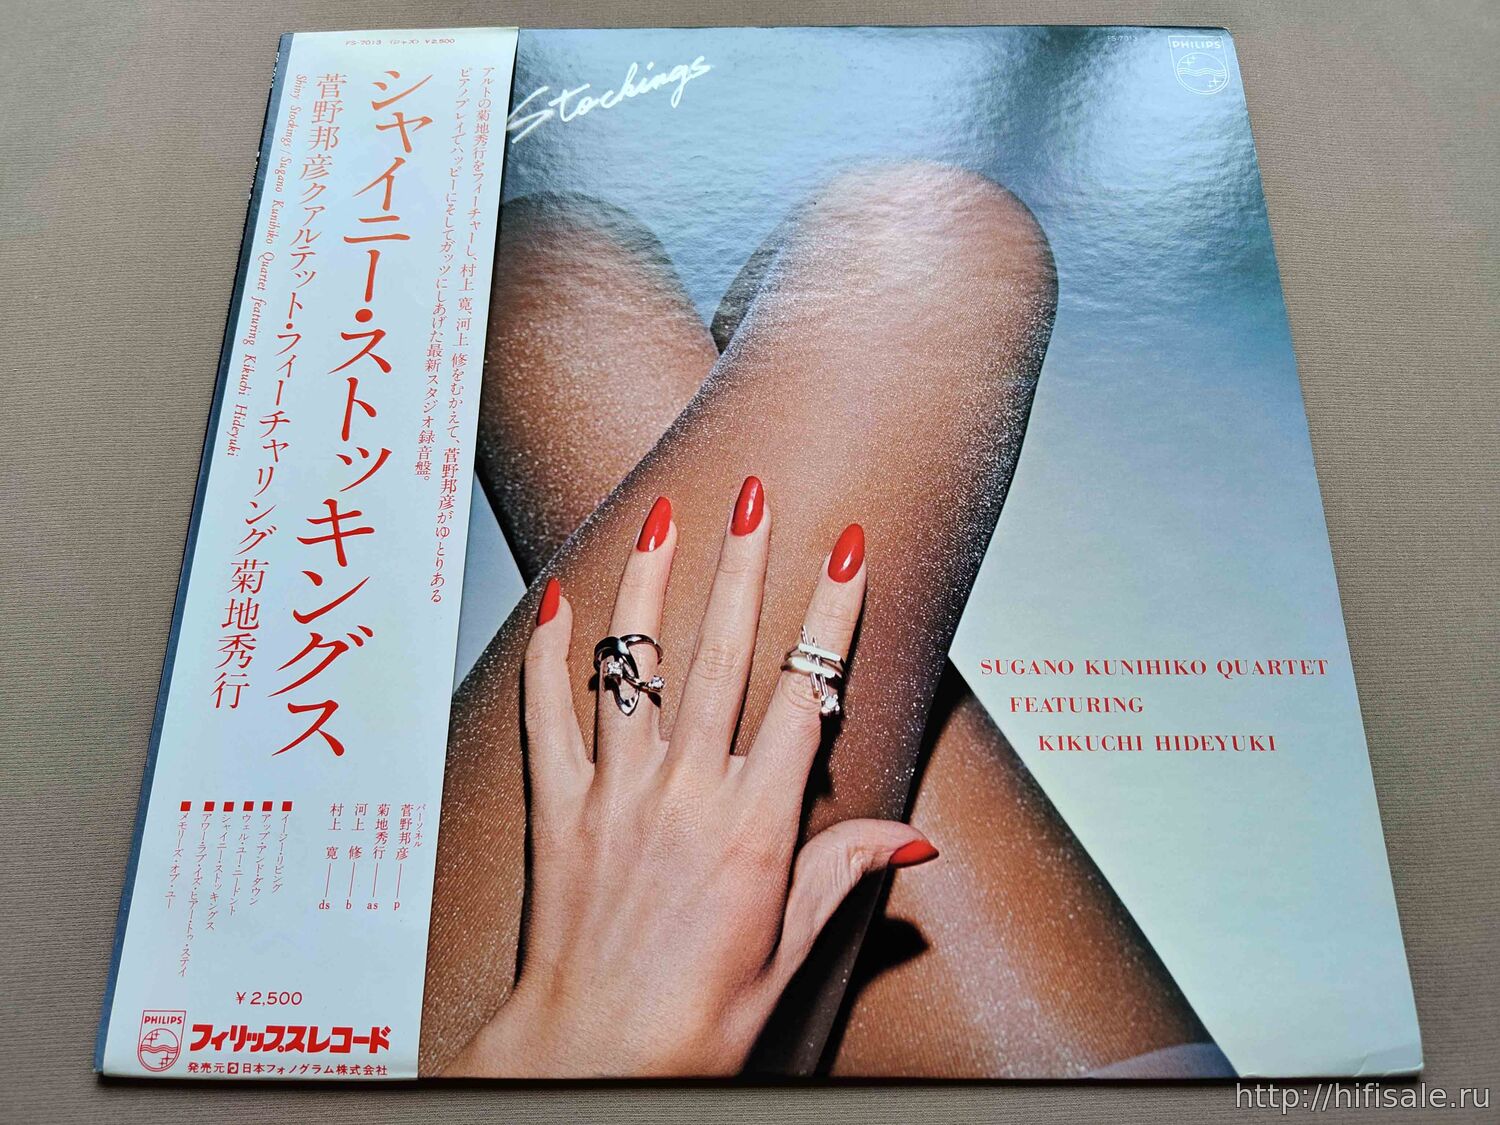 FS-7013 (ジャズ) ¥2,500
アルトの菊地秀行をフィーチャーし、村上 寛、河上 修をむかえて、菅野邦彦がゆとりある
ピアノプレイでハッピーにそしてガッツにしあげた最新スタジオ録音盤。
シャイニー・ストッキングス
菅野邦彦クァルテット・フィーチャリング菊地秀行
Shiny Stockings / Sugano Kunihiko Quartet featuring Kikuchi Hideyuki
パーソネル
菅野邦彦——p
菊地秀行——as
河上 修——b
村上 寛——ds
■イージー・リビング
■アップ・アンド・ダウン
■ウェル・ユー・ニードント
■シャイニー・ストッキングス
■アワー・ラブ・イズ・ヒアー・トゥ・ステイ
■メモリーズ・オブ・ユー
¥2,500
PHILIPS
フィリップスレコード
発売元 日本フォノグラム株式会社
Stockings
FS-7013
PHILIPS
SUGANO KUNIHIKO QUARTET
FEATURING
KIKUCHI HIDEYUKI
http://hifisale.ru